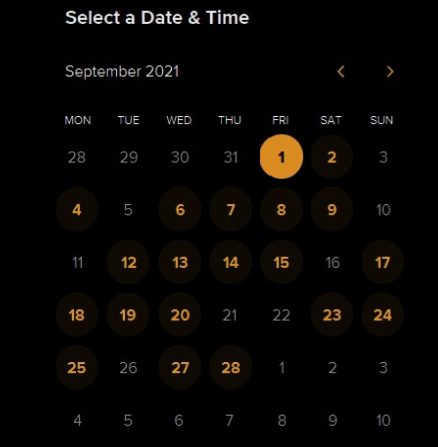 Select a Date & Time
September 2021
MON TUE WED THU FRI SAT SUN
28 29 30 31 1 2 3
4 5 6 7 8 9 10
11 12 13 14 15 16 17
18 19 20 21 22 23 24
25 26 27 28 1 2 3
4 5 6 7 8 9 10